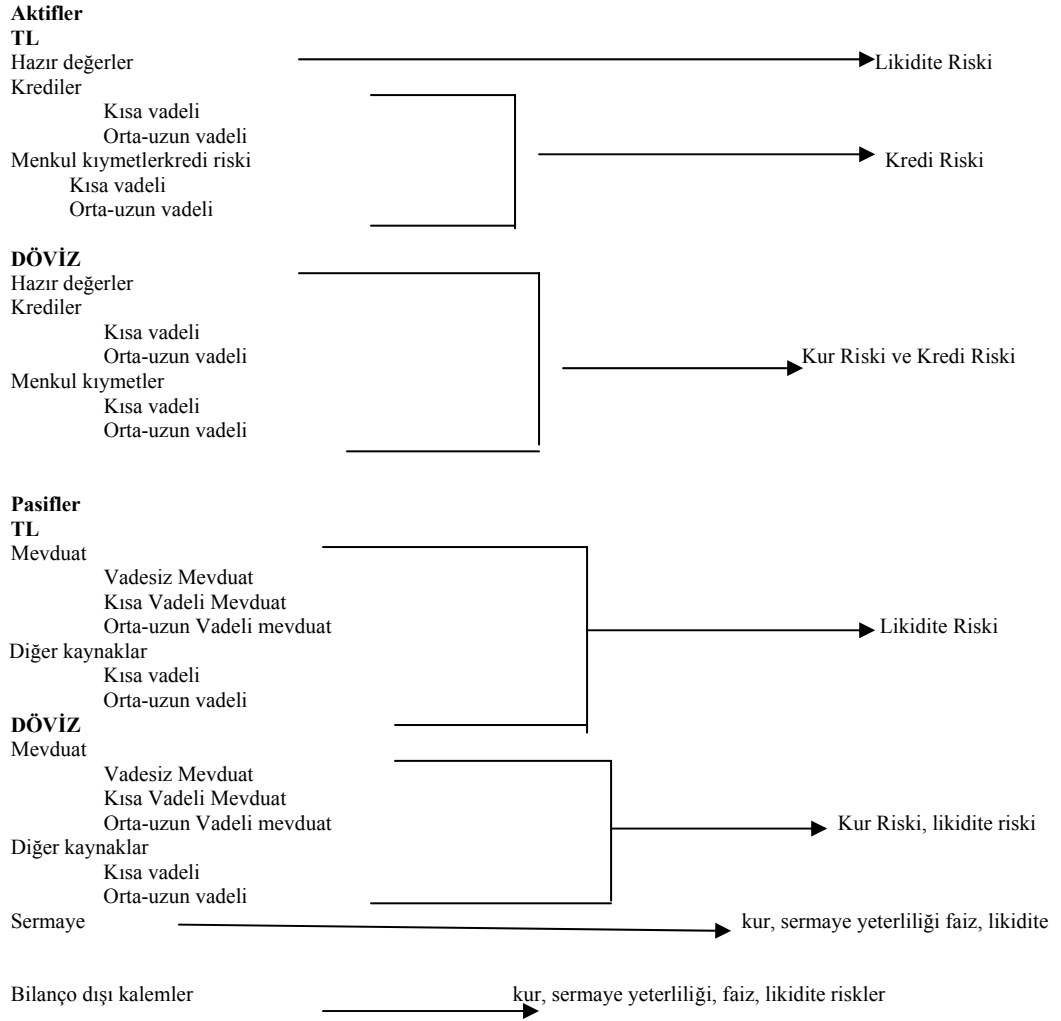 Aktifler
TL
Hazır değerler Likidite Riski
Krediler
Kısa vadeli
Orta-uzun vadeli
Menkul kıymetlerkredi riski Kredi Riski
Kısa vadeli
Orta-uzun vadeli
DÖVİZ
Hazır değerler
Krediler
Kısa vadeli
Orta-uzun vadeli Kur Riski ve Kredi Riski
Menkul kıymetler
Kısa vadeli
Orta-uzun vadeli
Pasifler
TL
Mevduat
Vadesiz Mevduat
Kısa Vadeli Mevduat
Orta-uzun Vadeli mevduat Likidite Riski
Diğer kaynaklar
Kısa vadeli
Orta-uzun vadeli
DÖVİZ
Mevduat
Vadesiz Mevduat
Kısa Vadeli Mevduat
Orta-uzun Vadeli mevduat Kur Riski, likidite riski
Diğer kaynaklar
Kısa vadeli
Orta-uzun vadeli
Sermaye kur, sermaye yeterliliği faiz, likidite
Bilanço dışı kalemler kur, sermaye yeterliliği, faiz, likidite riskler